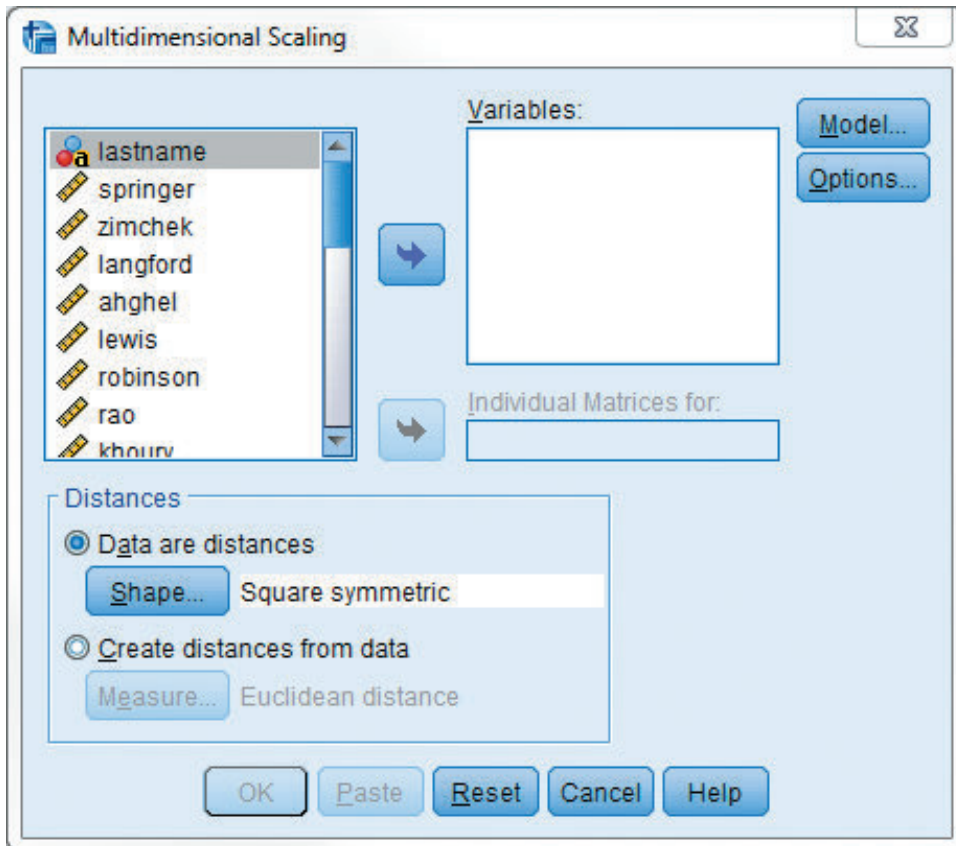 Multidimensional Scaling
lastname
springer
zimchek
langford
ahghel
lewis
robinson
rao
khoury
Variables:
Model...
Options...
Individual Matrices for:
Distances
Data are distances
Shape... Square symmetric
Create distances from data
Measure... Euclidean distance
OK Paste Reset Cancel Help